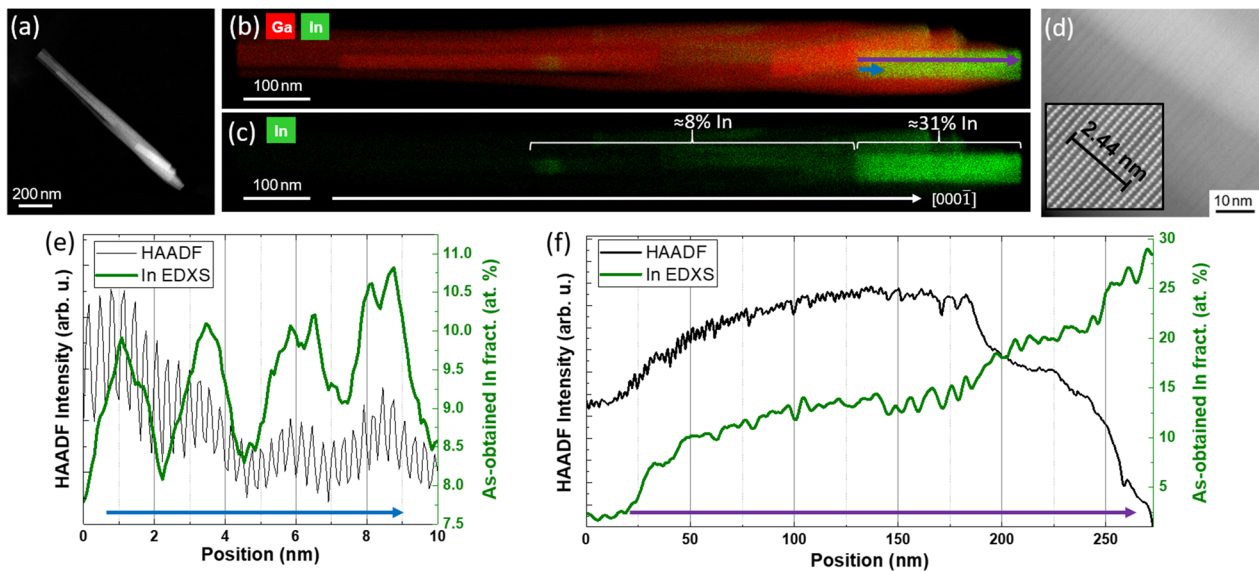 (a)
200 nm
(b)
Ga In
100 nm
(c)
In
≈8% In
≈31% In
100 nm
[0001̄]
(d)
2.44 nm
10 nm
(e)
HAADF
In EDXS
HAADF Intensity (arb. u.)
As-obtained In fract. (at. %)
11.0
10.5
10.0
9.5
9.0
8.5
8.0
7.5
0 2 4 6 8 10
Position (nm)
(f)
HAADF
In EDXS
HAADF Intensity (arb. u.)
As-obtained In fract. (at. %)
30
25
20
15
10
5
0 50 100 150 200 250
Position (nm)